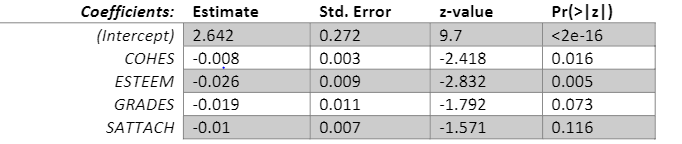 Coefficients: Estimate Std. Error z-value Pr(>|z|)
(Intercept) 2.642 0.272 9.7 <2e-16
COHES -0.008 0.003 -2.418 0.016
ESTEEM -0.026 0.009 -2.832 0.005
GRADES -0.019 0.011 -1.792 0.073
SATTACH -0.01 0.007 -1.571 0.116